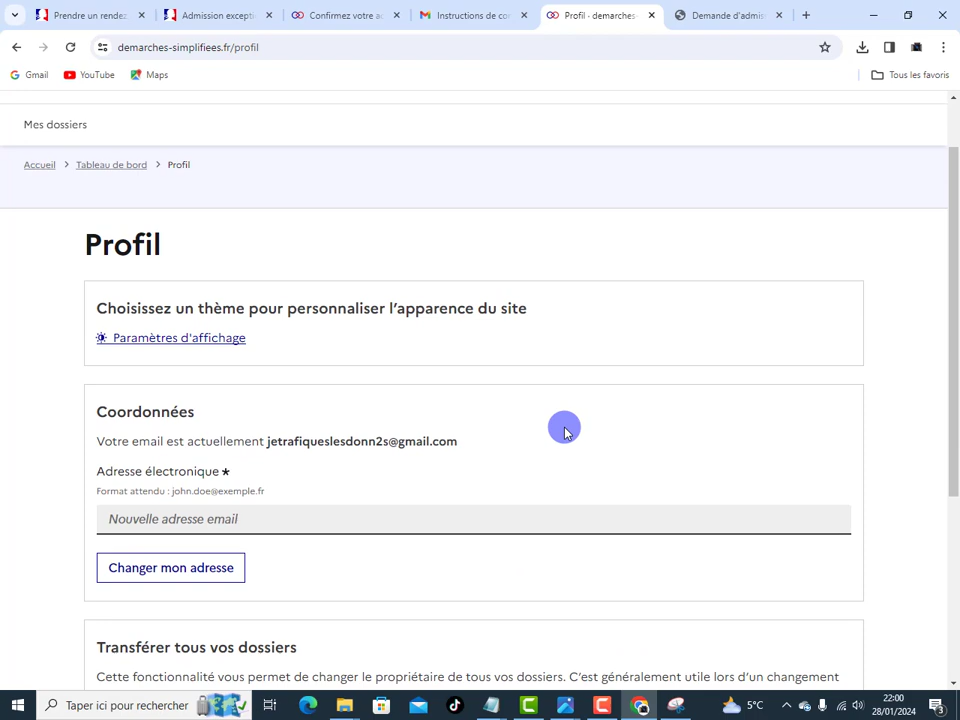 Prendre un rendez
Admission excepti
Confirmez votre a
Instructions de co
Profil · demarches-
Demande d'admis
demarches-simplifiees.fr/profil
Gmail
YouTube
Maps
Tous les favoris
Mes dossiers
Accueil > Tableau de bord > Profil
Profil
Choisissez un thème pour personnaliser l'apparence du site
Paramètres d'affichage
Coordonnées
Votre email est actuellement jetrafiqueslesdonn2s@gmail.com
Adresse électronique *
Format attendu : john.doe@exemple.fr
Nouvelle adresse email
Changer mon adresse
Transférer tous vos dossiers
Cette fonctionnalité vous permet de changer le propriétaire de tous vos dossiers. C'est généralement utile lors d'un changement
Taper ici pour rechercher
5°C
22:00
28/01/2024
3